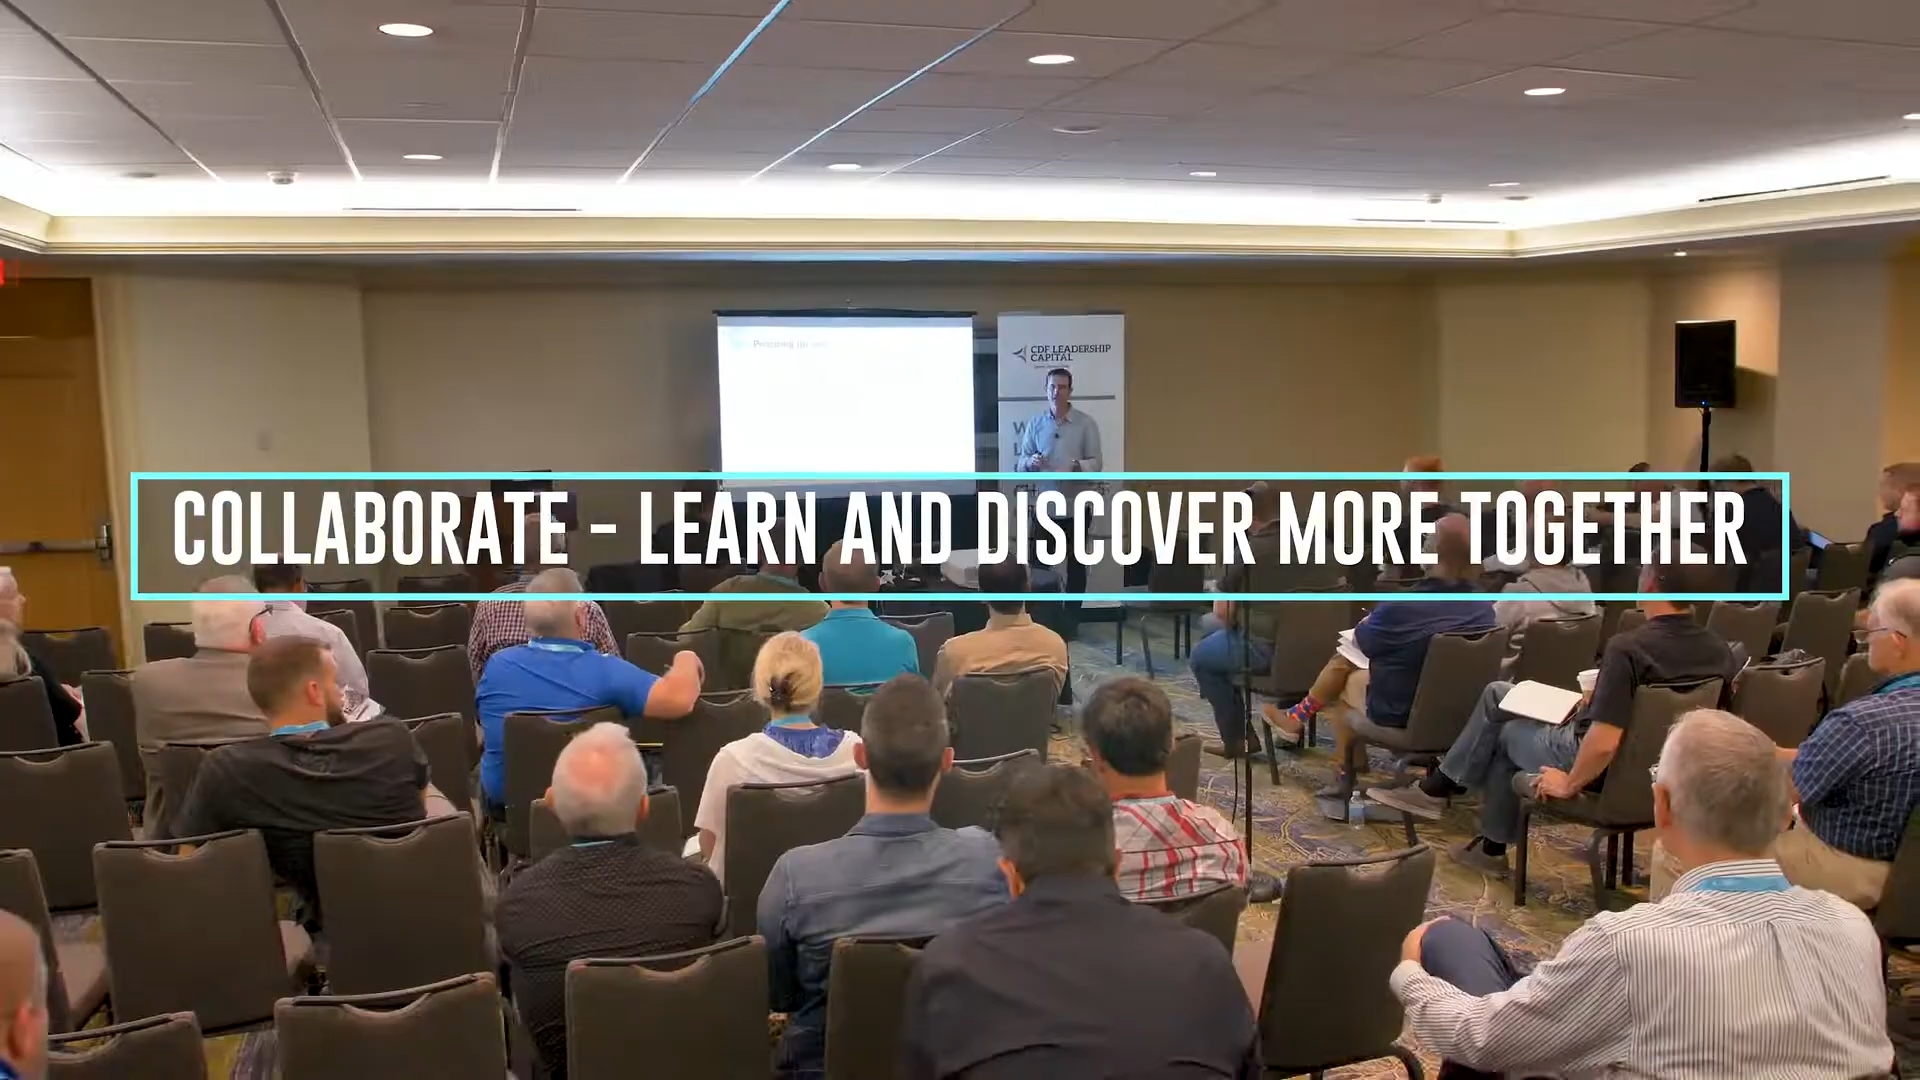 CDF LEADERSHIP
CAPITAL
COLLABORATE - LEARN AND DISCOVER MORE TOGETHER